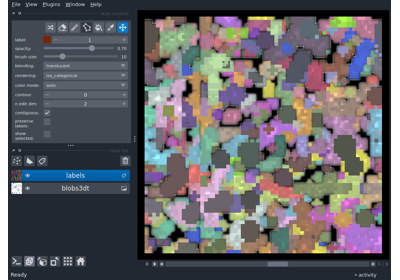 File View Plugins Window Help
label: 1
opacity: 0.70
brush size: 10
blending: translucent
rendering: iso_categorical
color mode: auto
contour: 0
n edit dim: 2
contiguous:
preserve
labels:
show
selected:
labels
blobs3dt
Ready
activity